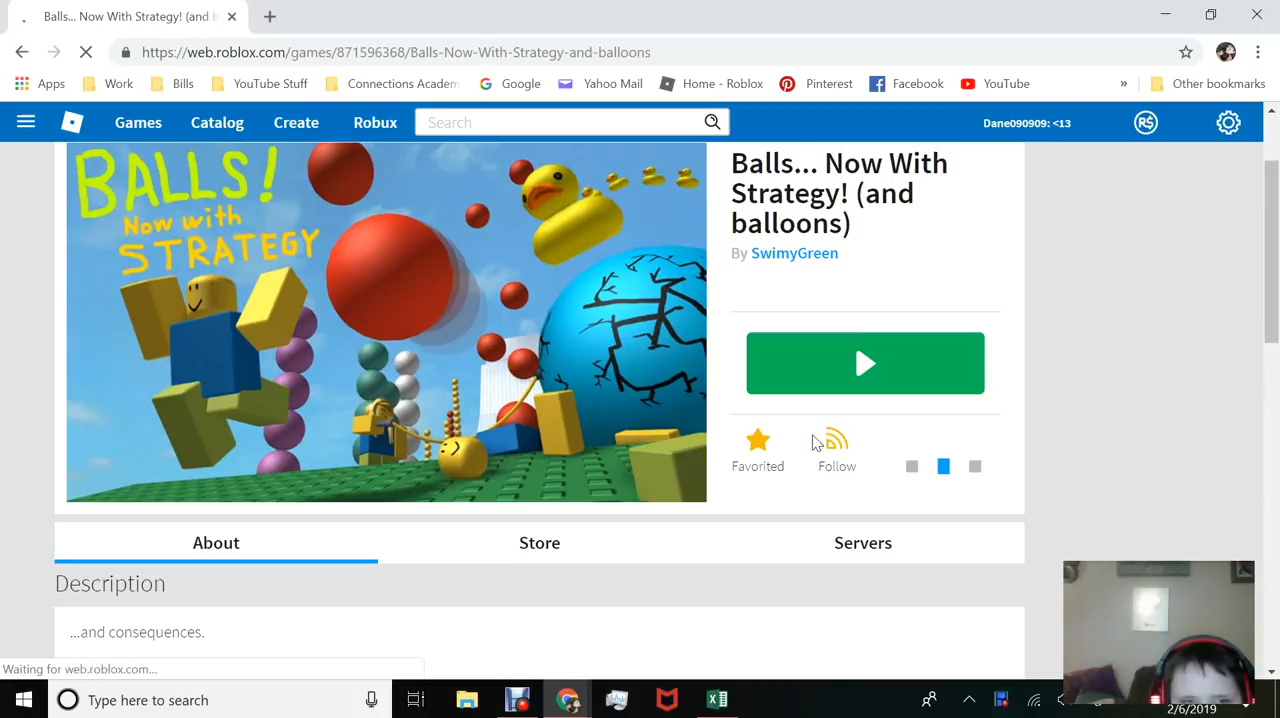 Balls... Now With Strategy! (and b
https://web.roblox.com/games/871596368/Balls-Now-With-Strategy-and-balloons
Apps Work Bills YouTube Stuff Connections Academ Google Yahoo Mail Home - Roblox Pinterest Facebook YouTube » Other bookmarks
Games Catalog Create Robux Search Dane090909: <13 R$
BALLS!
Now with
STRATEGY
Balls... Now With
Strategy! (and
balloons)
By SwimyGreen
Favorited Follow
About Store Servers
Description
...and consequences.
Waiting for web.roblox.com...
Type here to search
2/6/2019